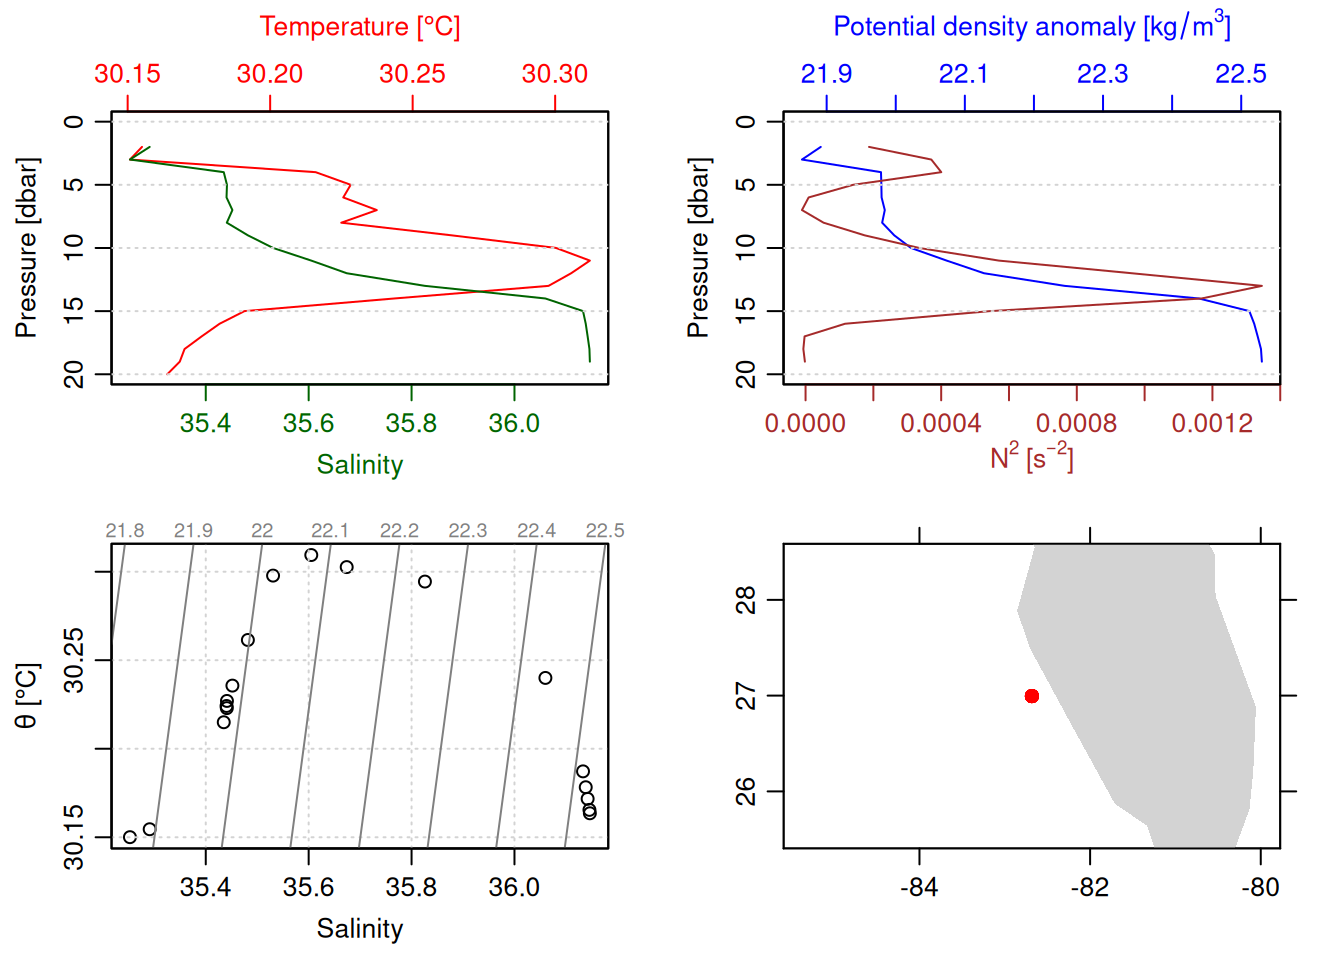 Temperature [°C]
30.15 30.20 30.25 30.30
0
5
10
15
20
Pressure [dbar]
35.4 35.6 35.8 36.0
Salinity
Potential density anomaly [kg/m³]
21.9 22.1 22.3 22.5
0
5
10
15
20
Pressure [dbar]
0.0000 0.0004 0.0008 0.0012
N² [s⁻²]
21.8 21.9 22 22.1 22.2 22.3 22.4 22.5
30.25
30.15
θ [°C]
35.4 35.6 35.8 36.0
Salinity
28
27
26
-84 -82 -80